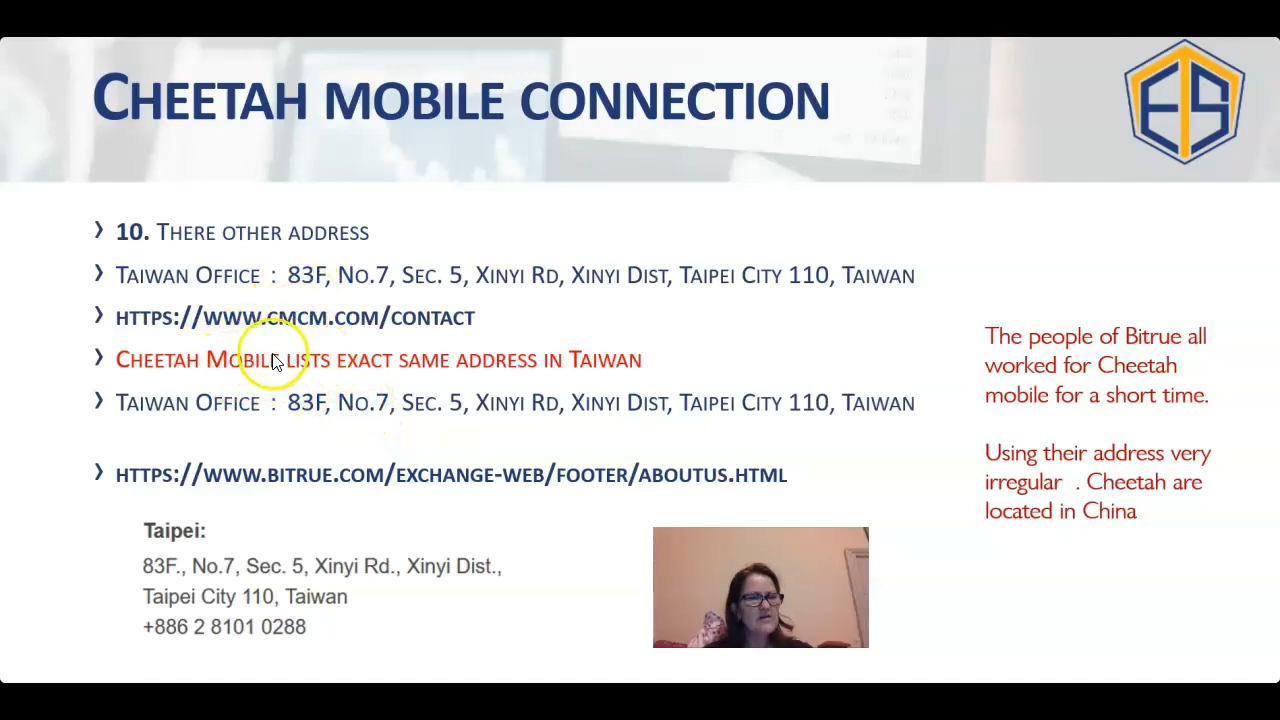 CHEETAH MOBILE CONNECTION
› 10. THERE OTHER ADDRESS
› TAIWAN OFFICE : 83F, NO.7, SEC. 5, XINYI RD, XINYI DIST, TAIPEI CITY 110, TAIWAN
› HTTPS://WWW.CMCM.COM/CONTACT
› CHEETAH MOBILE LISTS EXACT SAME ADDRESS IN TAIWAN
› TAIWAN OFFICE : 83F, NO.7, SEC. 5, XINYI RD, XINYI DIST, TAIPEI CITY 110, TAIWAN
› HTTPS://WWW.BITRUE.COM/EXCHANGE-WEB/FOOTER/ABOUTUS.HTML
Taipei:
83F., No.7, Sec. 5, Xinyi Rd., Xinyi Dist.,
Taipei City 110, Taiwan
+886 2 8101 0288
The people of Bitrue all
worked for Cheetah
mobile for a short time.
Using their address very
irregular . Cheetah are
located in China
ETS